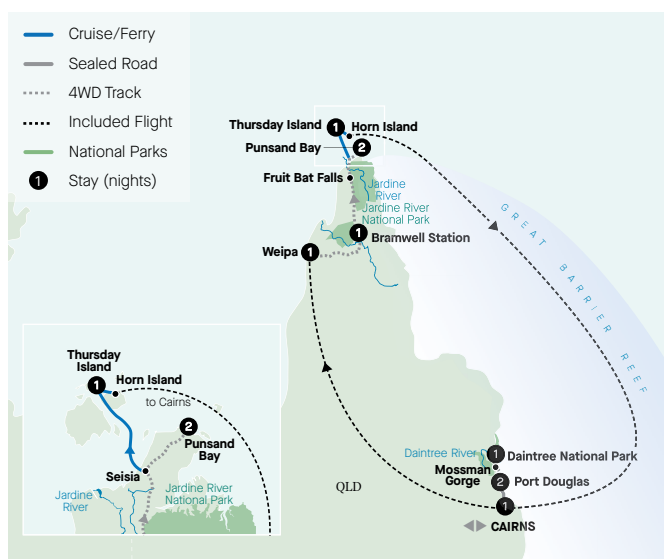 Cruise/Ferry
Sealed Road
4WD Track
Included Flight
National Parks
1 Stay (nights)
Thursday Island
1
Horn Island
Punsand Bay
2
Fruit Bat Falls
Jardine
River
Jardine River
National Park
1
Bramwell Station
Weipa
1
GREAT BARRIER REEF
Thursday
Island
1
Horn Island
to Cairns
2
Punsand
Bay
Seisia
Jardine
River
Jardine River
National Park
QLD
Daintree River
1
Daintree National Park
Mossman
Gorge
2
Port Douglas
1
CAIRNS